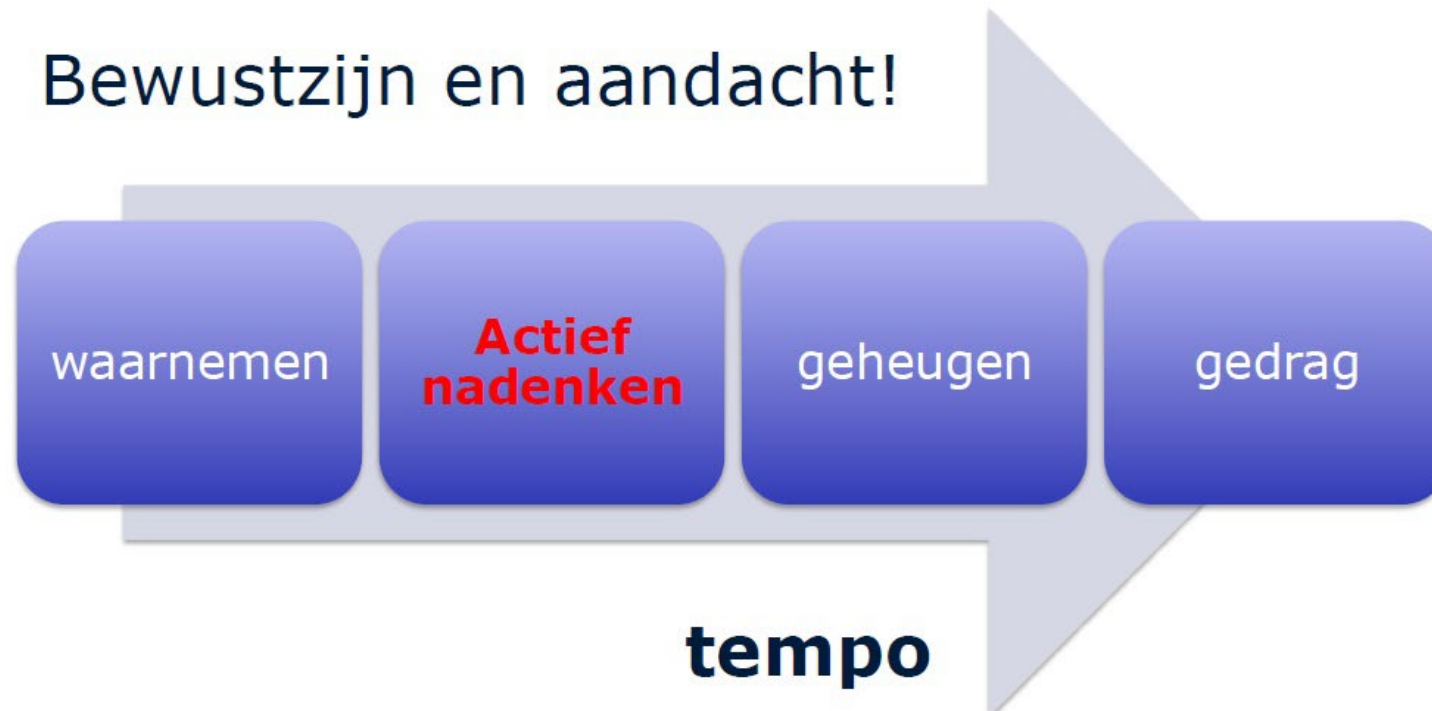 Bewustzijn en aandacht!
waarnemen
Actief
nadenken
geheugen
gedrag
tempo